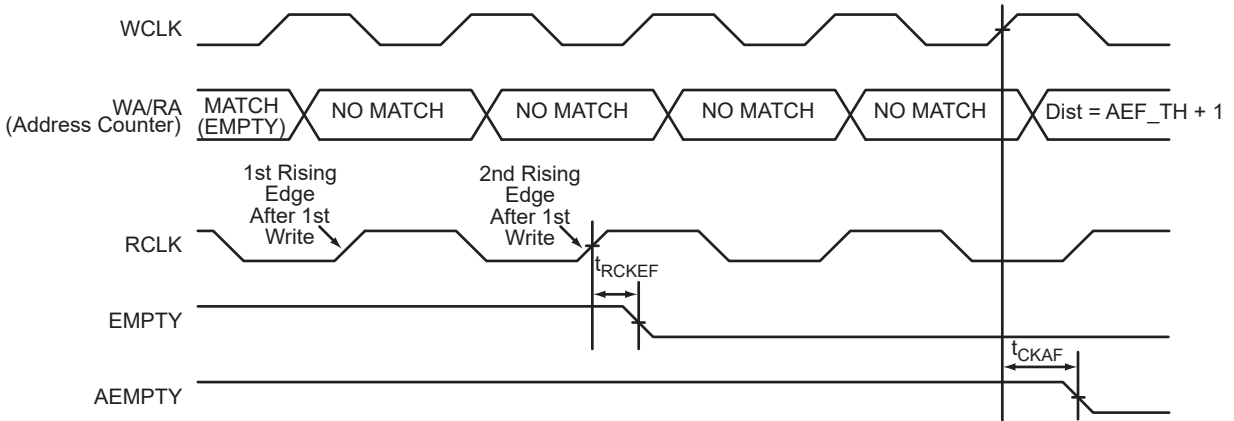 WCLK
WA/RA
(Address Counter)
MATCH
(EMPTY)
NO MATCH
NO MATCH
NO MATCH
NO MATCH
Dist = AEF_TH + 1
1st Rising
Edge
After 1st
Write
2nd Rising
Edge
After 1st
Write
RCLK
tRCKEF
EMPTY
tCKAF
AEMPTY